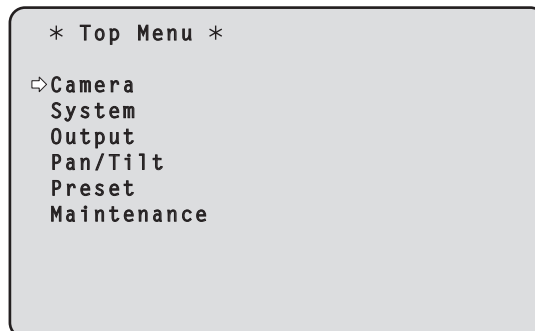 * Top Menu *
⇨Camera
System
Output
Pan/Tilt
Preset
Maintenance